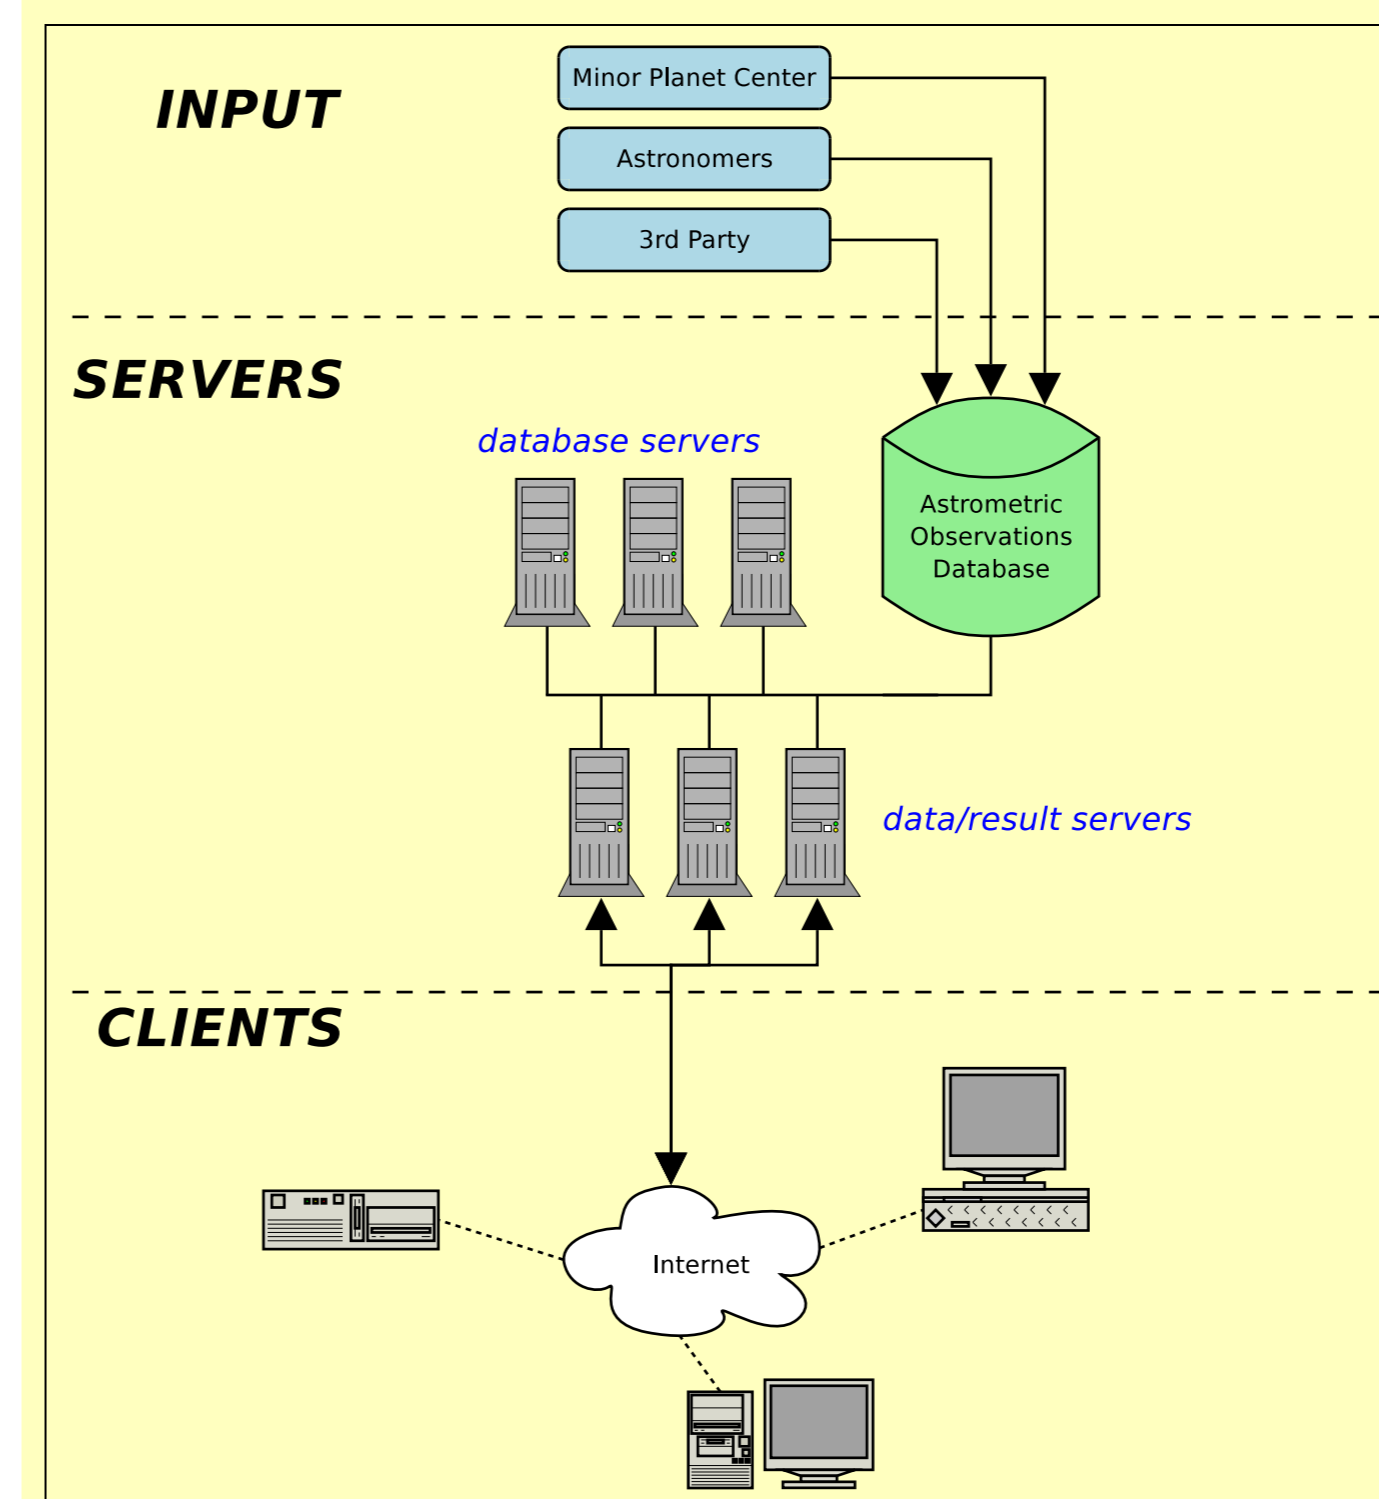 INPUT
Minor Planet Center
Astronomers
3rd Party
SERVERS
database servers
Astrometric
Observations
Database
data/result servers
CLIENTS
Internet